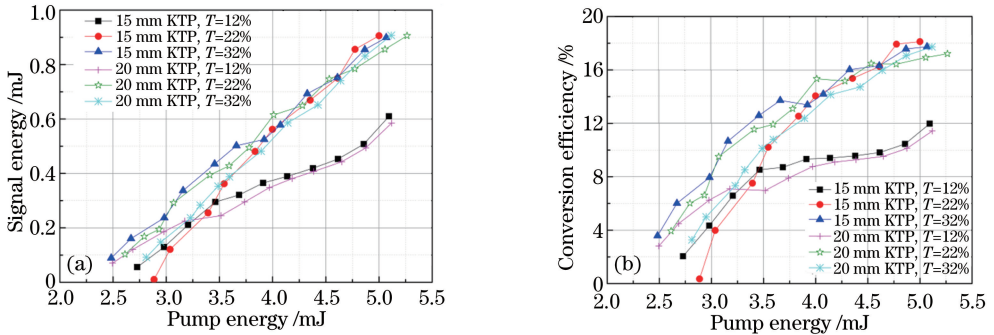 1.0
0.8
0.6
0.4
0.2
0
Signal energy /mJ
15 mm KTP, T=12%
15 mm KTP, T=22%
15 mm KTP, T=32%
20 mm KTP, T=12%
20 mm KTP, T=22%
20 mm KTP, T=32%
(a)
2.0 2.5 3.0 3.5 4.0 4.5 5.0 5.5
Pump energy /mJ
20
16
12
8
4
0
Conversion efficiency /%
15 mm KTP, T=12%
15 mm KTP, T=22%
15 mm KTP, T=32%
20 mm KTP, T=12%
20 mm KTP, T=22%
20 mm KTP, T=32%
(b)
2.0 2.5 3.0 3.5 4.0 4.5 5.0 5.5
Pump energy /mJ